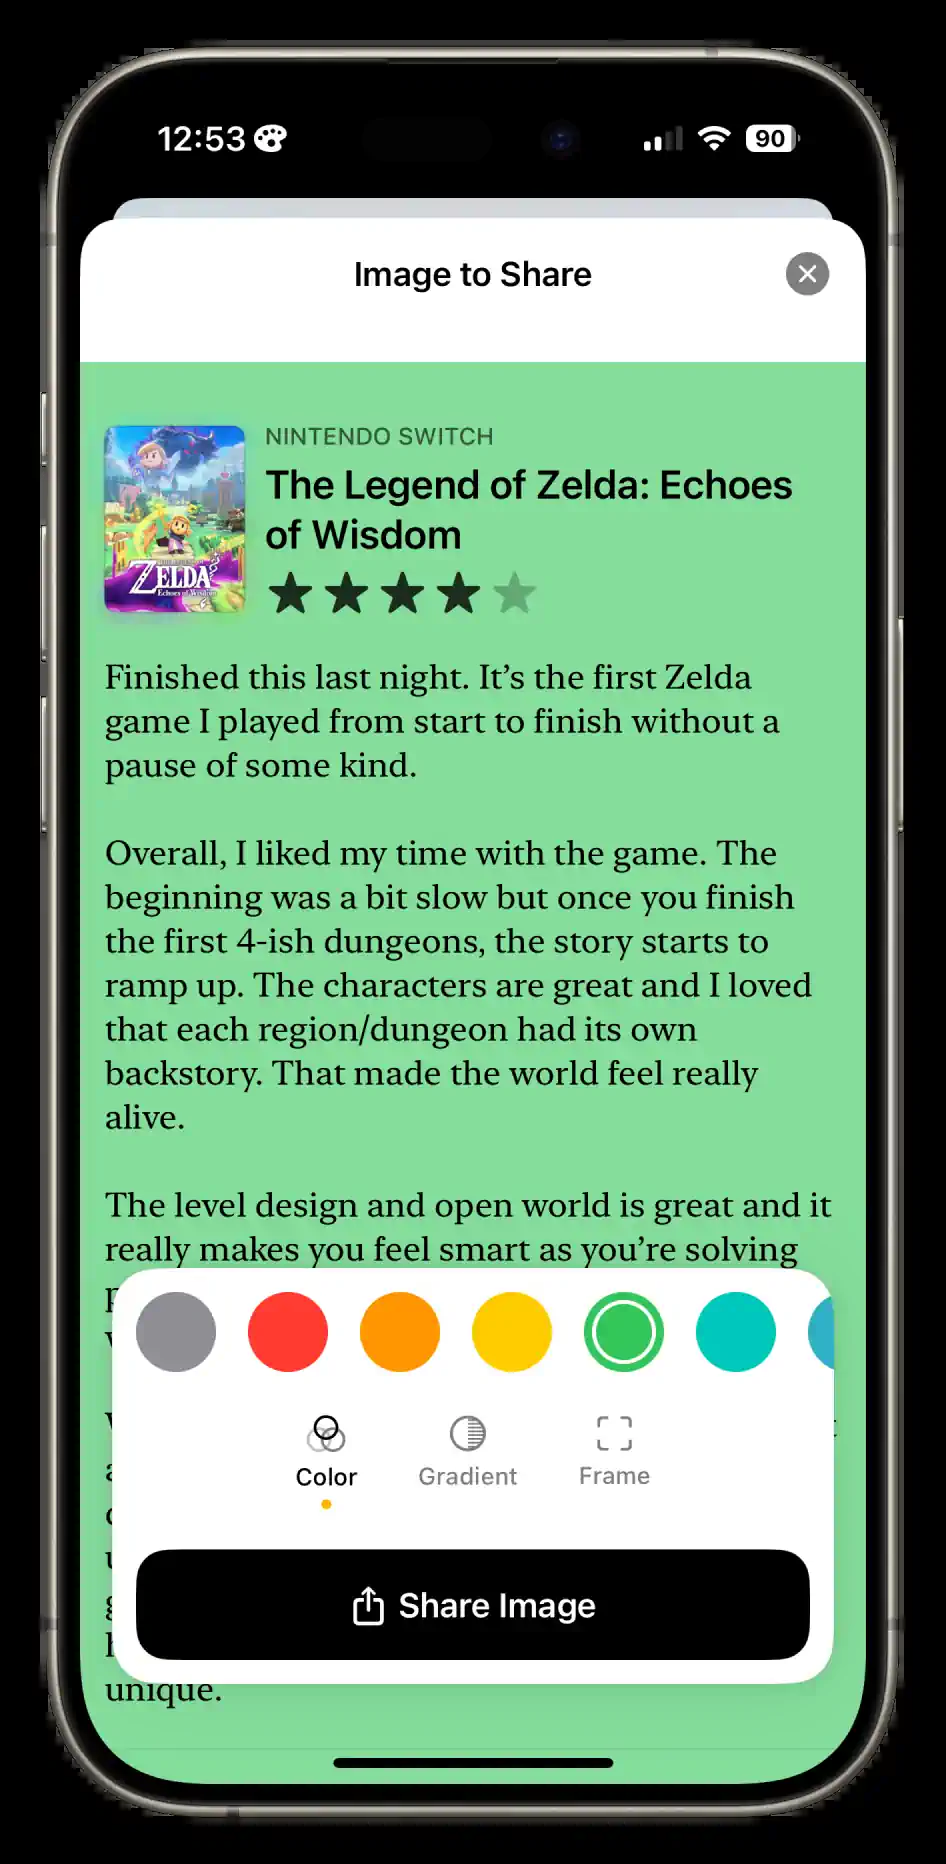 12:53
90
Image to Share
NINTENDO SWITCH
The Legend of Zelda: Echoes
of Wisdom
ZELDA
Echoes of Wisdom
Finished this last night. It’s the first Zelda
game I played from start to finish without a
pause of some kind.
Overall, I liked my time with the game. The
beginning was a bit slow but once you finish
the first 4-ish dungeons, the story starts to
ramp up. The characters are great and I loved
that each region/dungeon had its own
backstory. That made the world feel really
alive.
The level design and open world is great and it
really makes you feel smart as you’re solving
Color
Gradient
Frame
Share Image
unique.